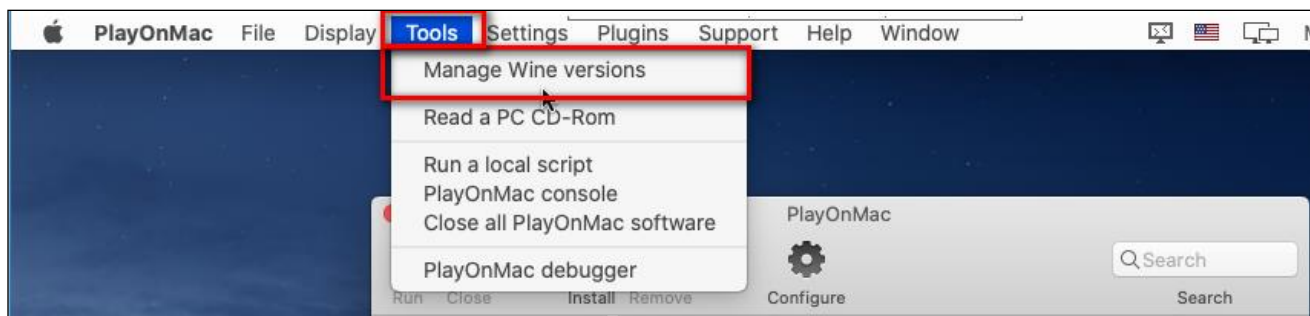 PlayOnMac File Display Tools Settings Plugins Support Help Window
Manage Wine versions
Read a PC CD-Rom
Run a local script
PlayOnMac console
Close all PlayOnMac software
PlayOnMac debugger
PlayOnMac
Search
Run Close Install Remove Configure Search